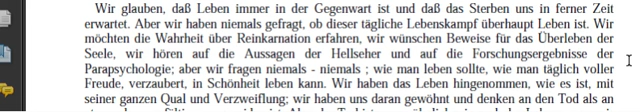 Wir glauben, daß Leben immer in der Gegenwart ist und daß das Sterben uns in ferner Zeit
erwartet. Aber wir haben niemals gefragt, ob dieser tägliche Lebenskampf überhaupt Leben ist. Wir
möchten die Wahrheit über Reinkarnation erfahren, wir wünschen Beweise für das Überleben der
Seele, wir hören auf die Aussagen der Hellseher und auf die Forschungsergebnisse der
Parapsychologie; aber wir fragen niemals - niemals ; wie man leben sollte, wie man täglich voller
Freude, verzaubert, in Schönheit leben kann. Wir haben das Leben hingenommen, wie es ist, mit
seiner ganzen Qual und Verzweiflung; wir haben uns daran gewöhnt und denken an den Tod als an